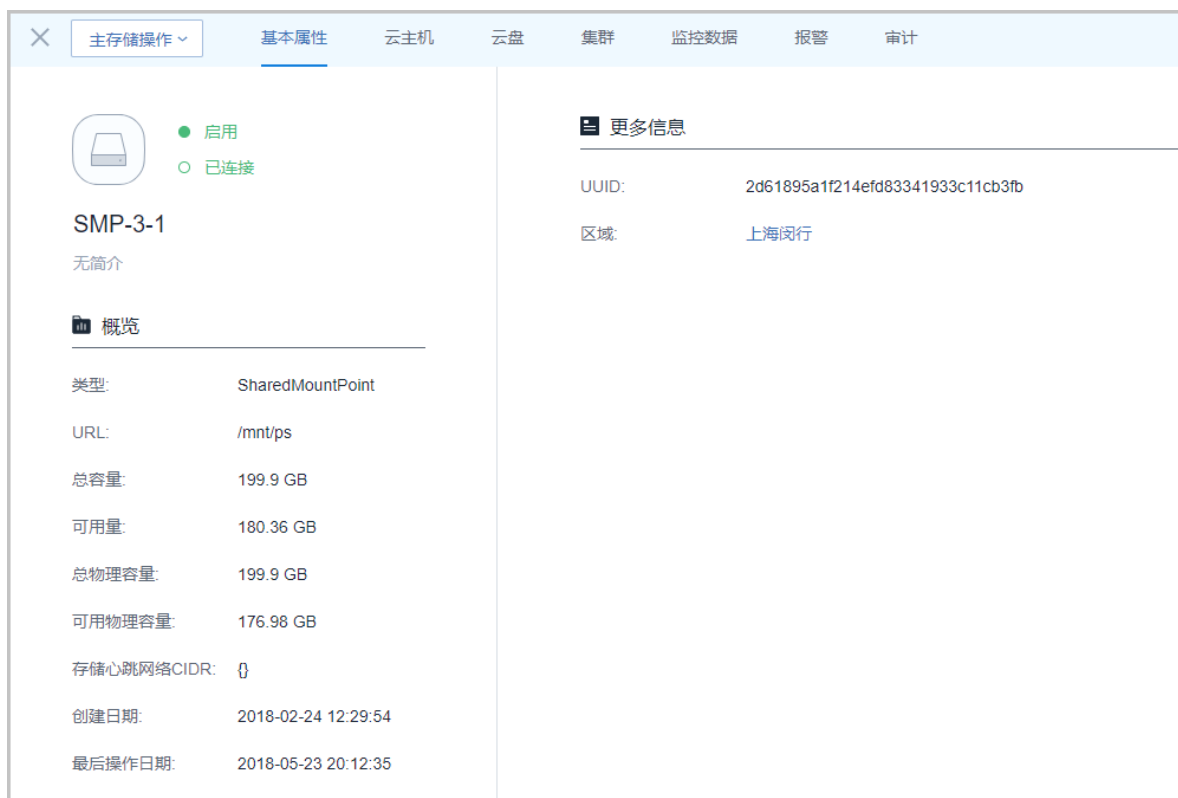 主存储操作 基本属性 云主机 云盘 集群 监控数据 报警 审计
启用
已连接
SMP-3-1
无简介
概览
类型: SharedMountPoint
URL: /mnt/ps
总容量: 199.9 GB
可用量: 180.36 GB
总物理容量: 199.9 GB
可用物理容量: 176.98 GB
存储心跳网络CIDR: {}
创建日期: 2018-02-24 12:29:54
最后操作日期: 2018-05-23 20:12:35
更多信息
UUID: 2d61895a1f214efd83341933c11cb3fb
区域: 上海闵行